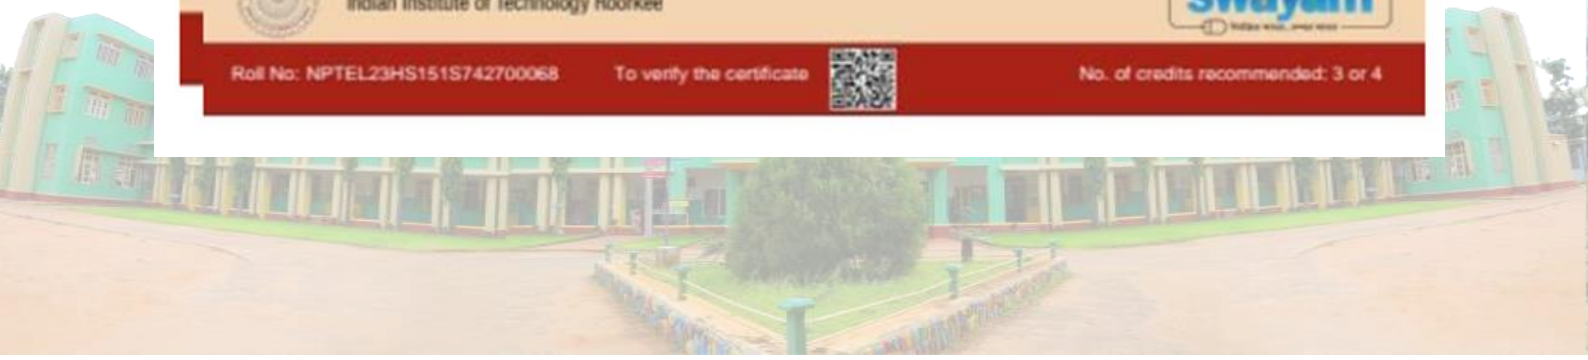 Indian Institute of Technology Roorkee
swayam
Roll No: NPTEL23HS151S742700068 To verify the certificate No. of credits recommended: 3 or 4